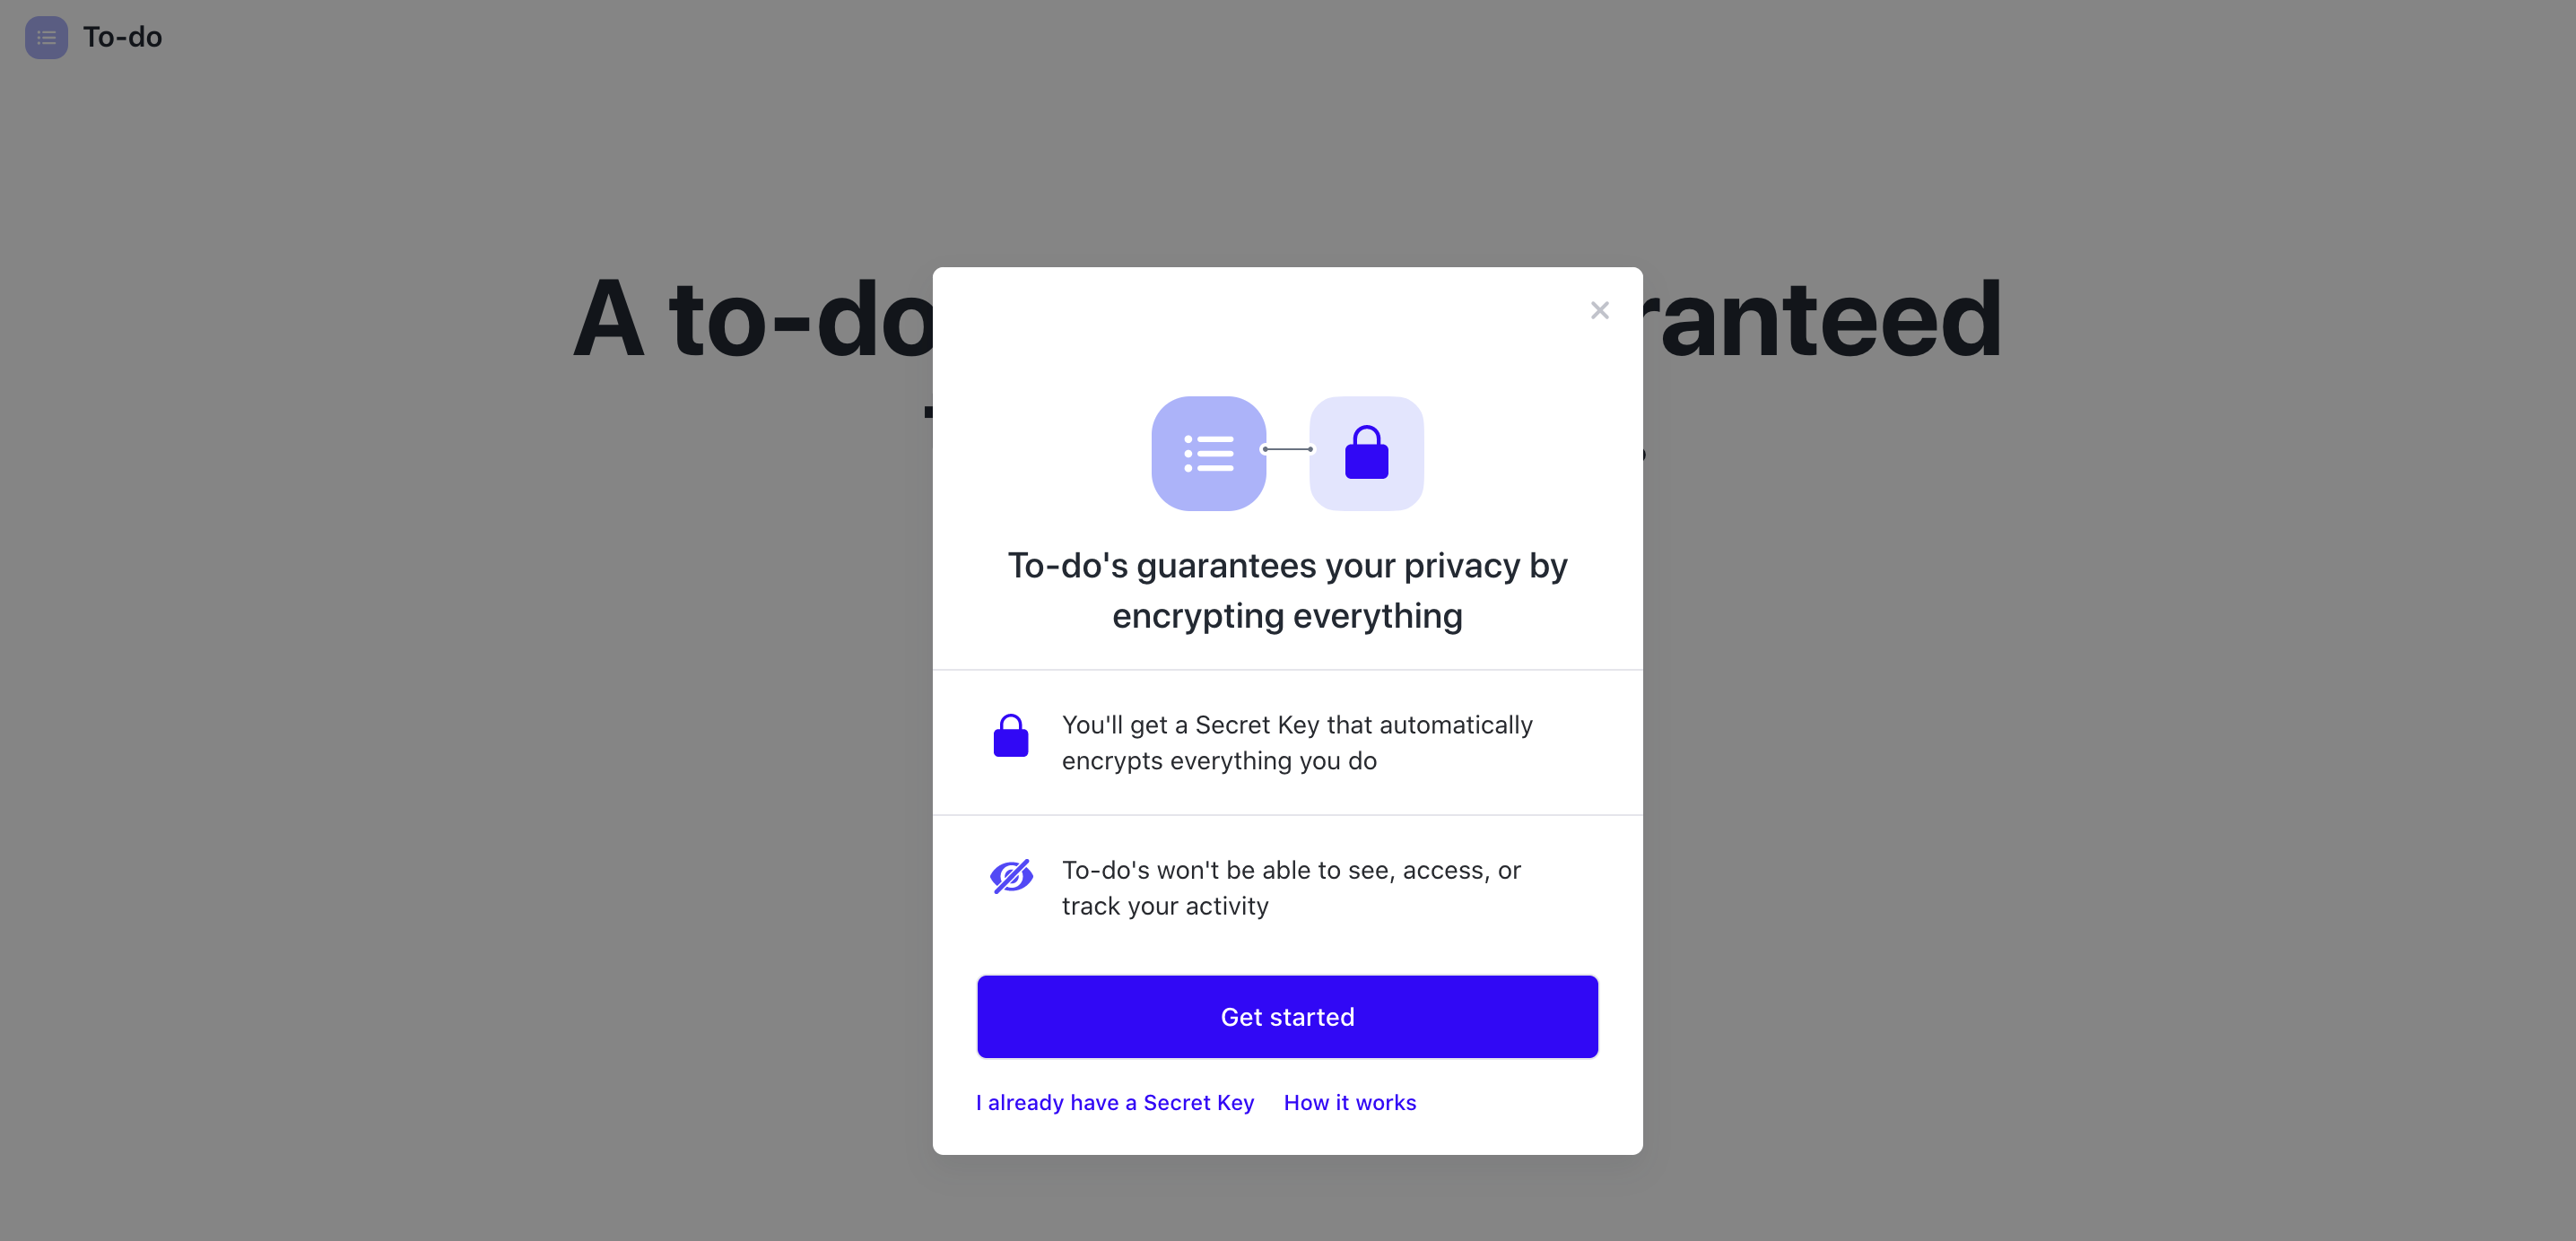 To-do
A to-do
To-do's guarantees your privacy by
encrypting everything
You'll get a Secret Key that automatically
encrypts everything you do
To-do's won't be able to see, access, or
track your activity
Get started
I already have a Secret Key How it works